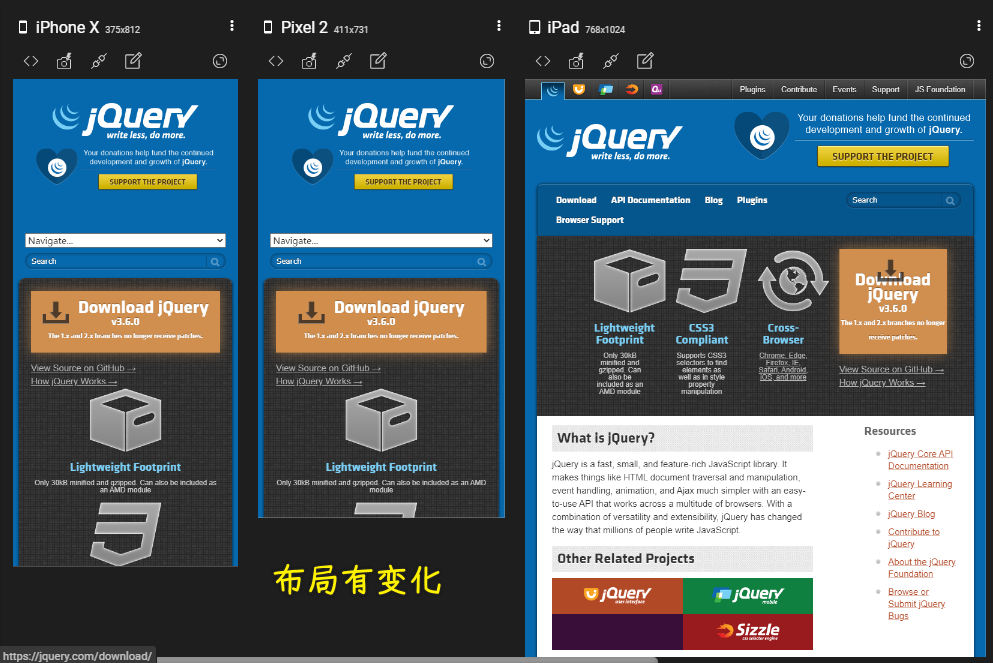 iPhone X 375x812
jQuery
write less, do more.
Your donations help fund the continued
development and growth of jQuery.
SUPPORT THE PROJECT
Navigate...
Search
Download jQuery
v3.6.0
The 1.x and 2.x branches no longer receive patches.
View Source on GitHub →
How jQuery Works →
Lightweight Footprint
Only 30kB minified and gzipped. Can also be included as
an AMD module
Pixel 2 411x731
jQuery
write less, do more.
Your donations help fund the continued
development and growth of jQuery.
SUPPORT THE PROJECT
Navigate...
Search
Download jQuery
v3.6.0
The 1.x and 2.x branches no longer receive patches.
View Source on GitHub →
How jQuery Works →
Lightweight Footprint
Only 30kB minified and gzipped. Can also be included as an AMD
module
布局有变化
iPad 768x1024
Plugins Contribute Events Support JS Foundation
jQuery
write less, do more.
Your donations help fund the continued
development and growth of jQuery.
SUPPORT THE PROJECT
Download API Documentation Blog Plugins
Browser Support
Search
Lightweight
Footprint
Only 30kB
minified and
gzipped. Can
also be
included as an
AMD module
CSS3
Compliant
Supports CSS3
selectors to find
elements as
well as in style
property
manipulation
Cross-
Browser
Chrome, Edge,
Firefox, IE,
Safari, Android,
iOS, and more
Download
jQuery
v3.6.0
The 1.x and 2.x branches no longer
receive patches.
View Source on GitHub →
How jQuery Works →
What is jQuery?
jQuery is a fast, small, and feature-rich JavaScript library. It
makes things like HTML document traversal and manipulation,
event handling, animation, and Ajax much simpler with an easy-
to-use API that works across a multitude of browsers. With a
combination of versatility and extensibility, jQuery has changed
the way that millions of people write JavaScript.
Other Related Projects
jQuery
user interface
jQuery
mobile
Sizzle
css selector engine
Resources
jQuery Core API
Documentation
jQuery Learning
Center
jQuery Blog
Contribute to
jQuery
About the jQuery
Foundation
Browse or
Submit jQuery
Bugs
https://jquery.com/download/